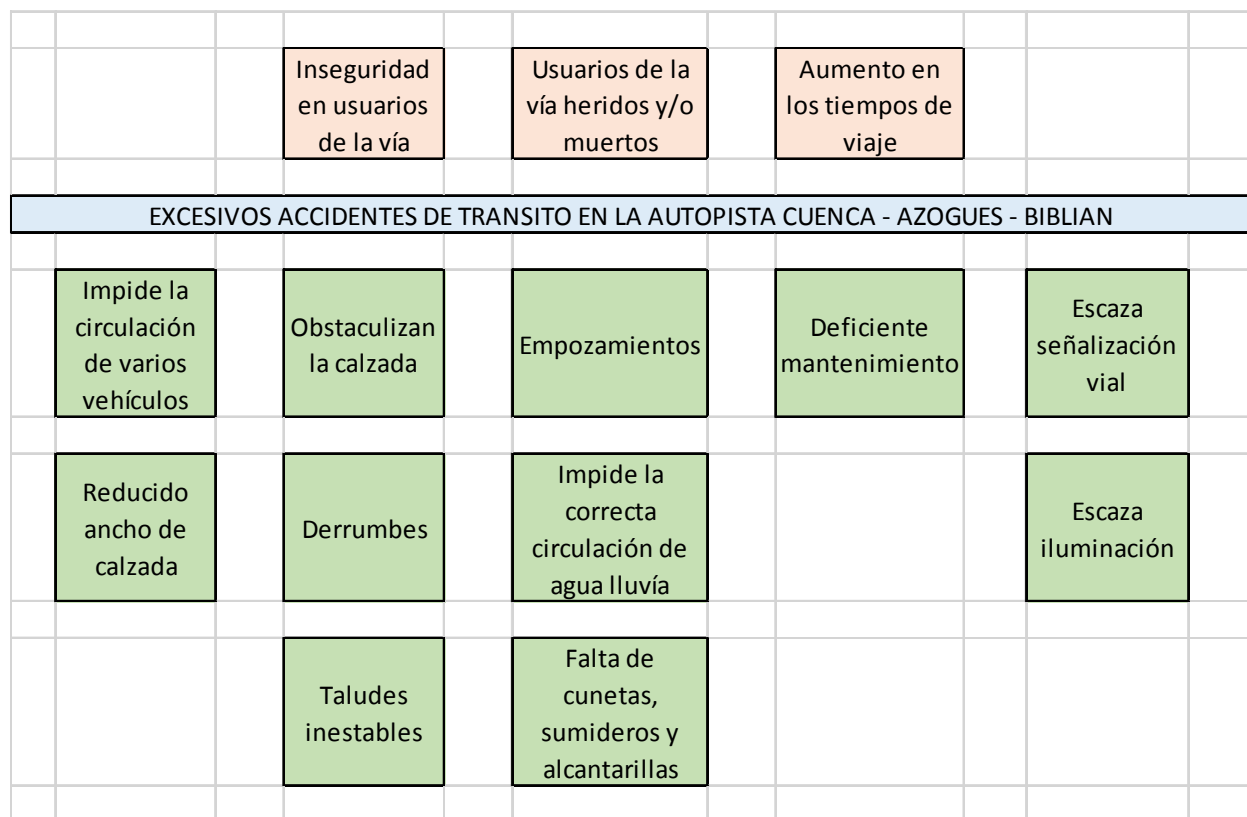 Inseguridad
en usuarios
de la vía
Usuarios de la
vía heridos y/o
muertos
Aumento en
los tiempos de
viaje
EXCESIVOS ACCIDENTES DE TRANSITO EN LA AUTOPISTA CUENCA - AZOGUES - BIBLIAN
Impide la
circulación
de varios
vehículos
Obstaculizan
la calzada
Empozamientos
Deficiente
mantenimiento
Escaza
señalización
vial
Reducido
ancho de
calzada
Derrumbes
Impide la
correcta
circulación de
agua lluvía
Escaza
iluminación
Taludes
inestables
Falta de
cunetas,
sumideros y
alcantarillas